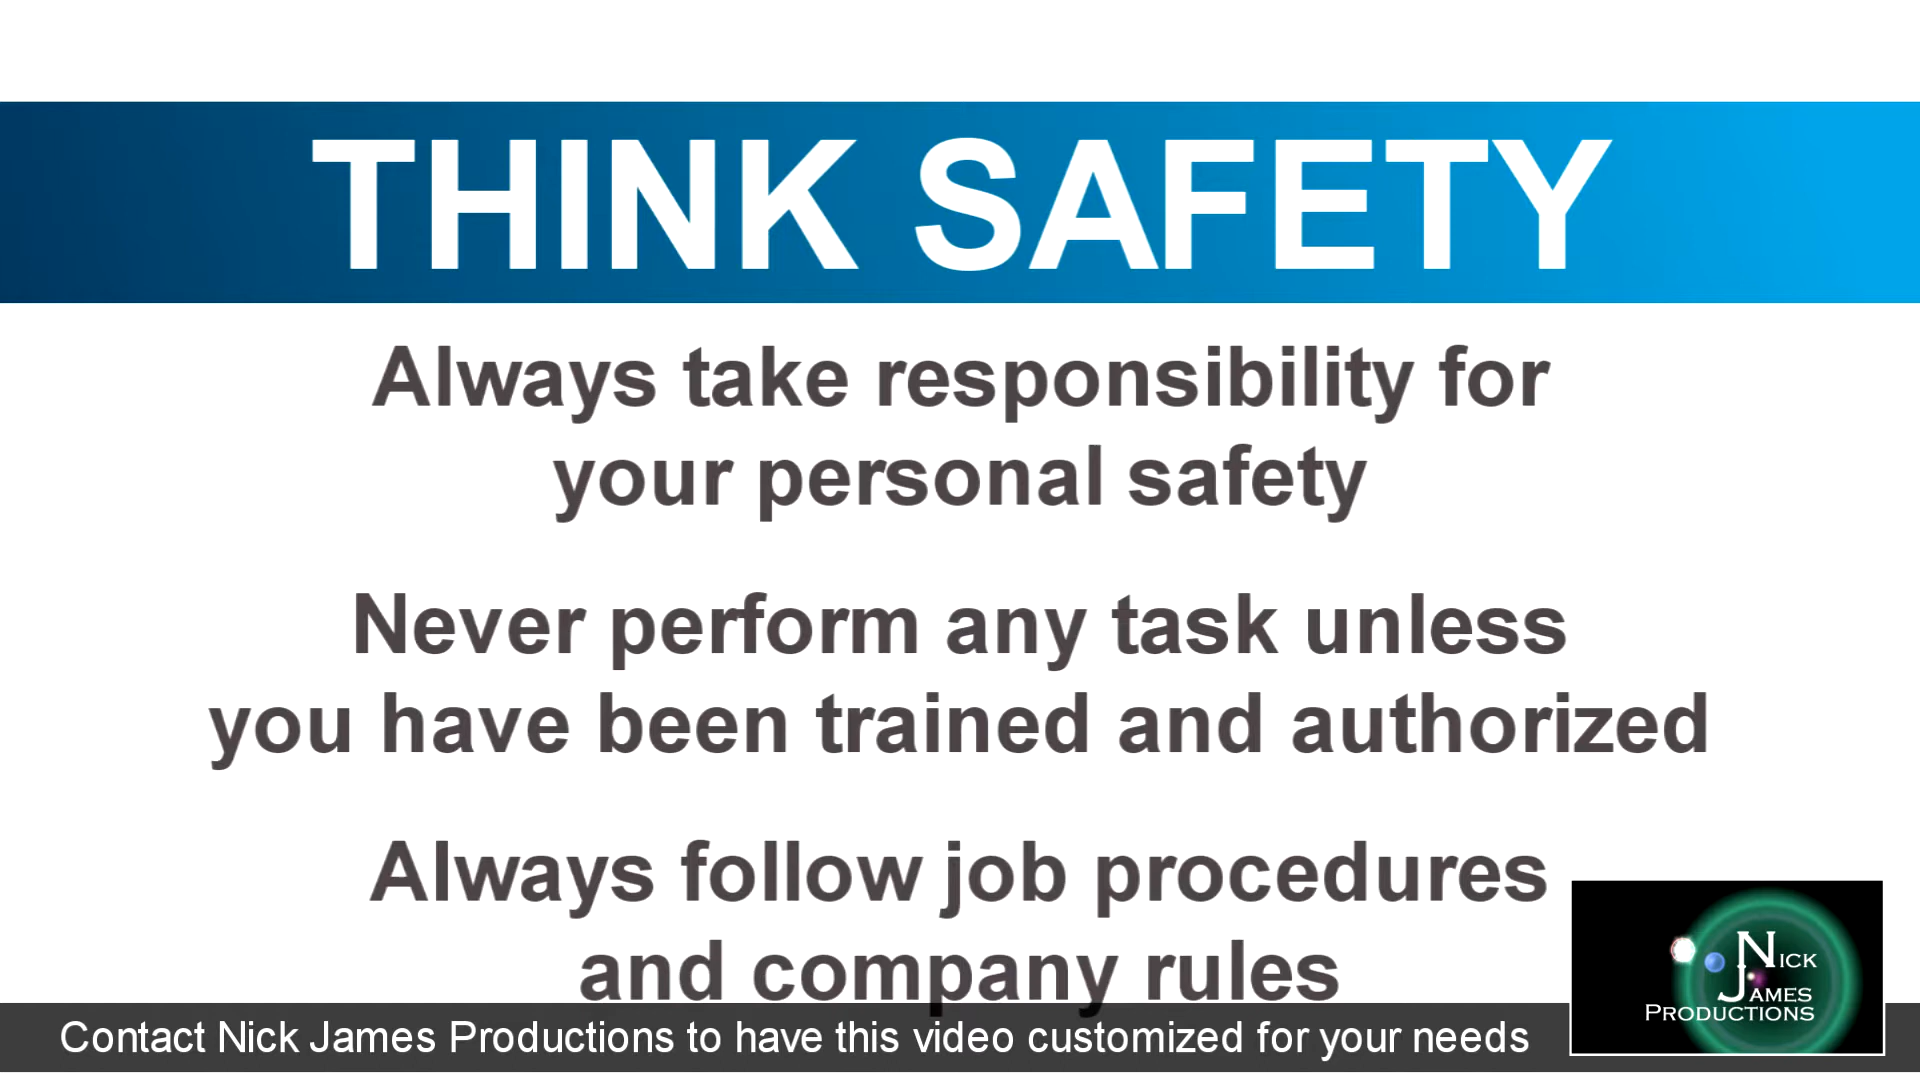 THINK SAFETY
Always take responsibility for
your personal safety
Never perform any task unless
you have been trained and authorized
Always follow job procedures
and company rules
Contact Nick James Productions to have this video customized for your needs
NICK
JAMES
PRODUCTIONS